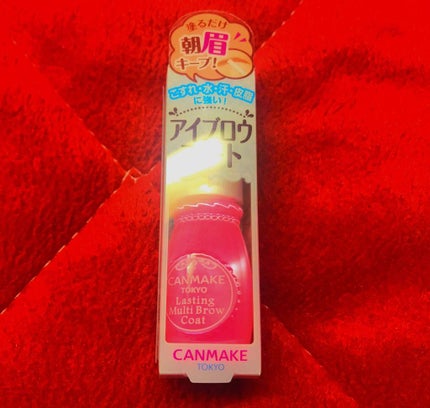 塗るだけ
朝眉
キープ!
こすれ・水・汗・皮脂
に強い!
アイブロウ
ト
CANMAKE
TOKYO
Lasting
Multi Brow
Coat
CANMAKE
TOKYO